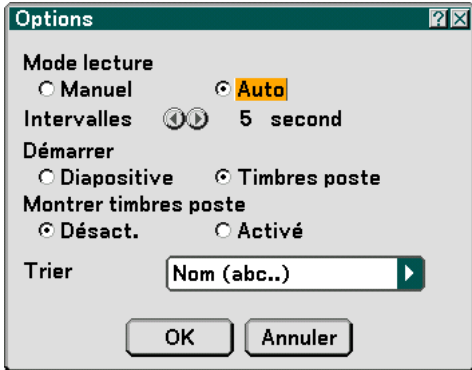 Options
Mode lecture
Manuel Auto
Intervalles 5 second
Démarrer
Diapositive Timbres poste
Montrer timbres poste
Désact. Activé
Trier Nom (abc..)
OK Annuler